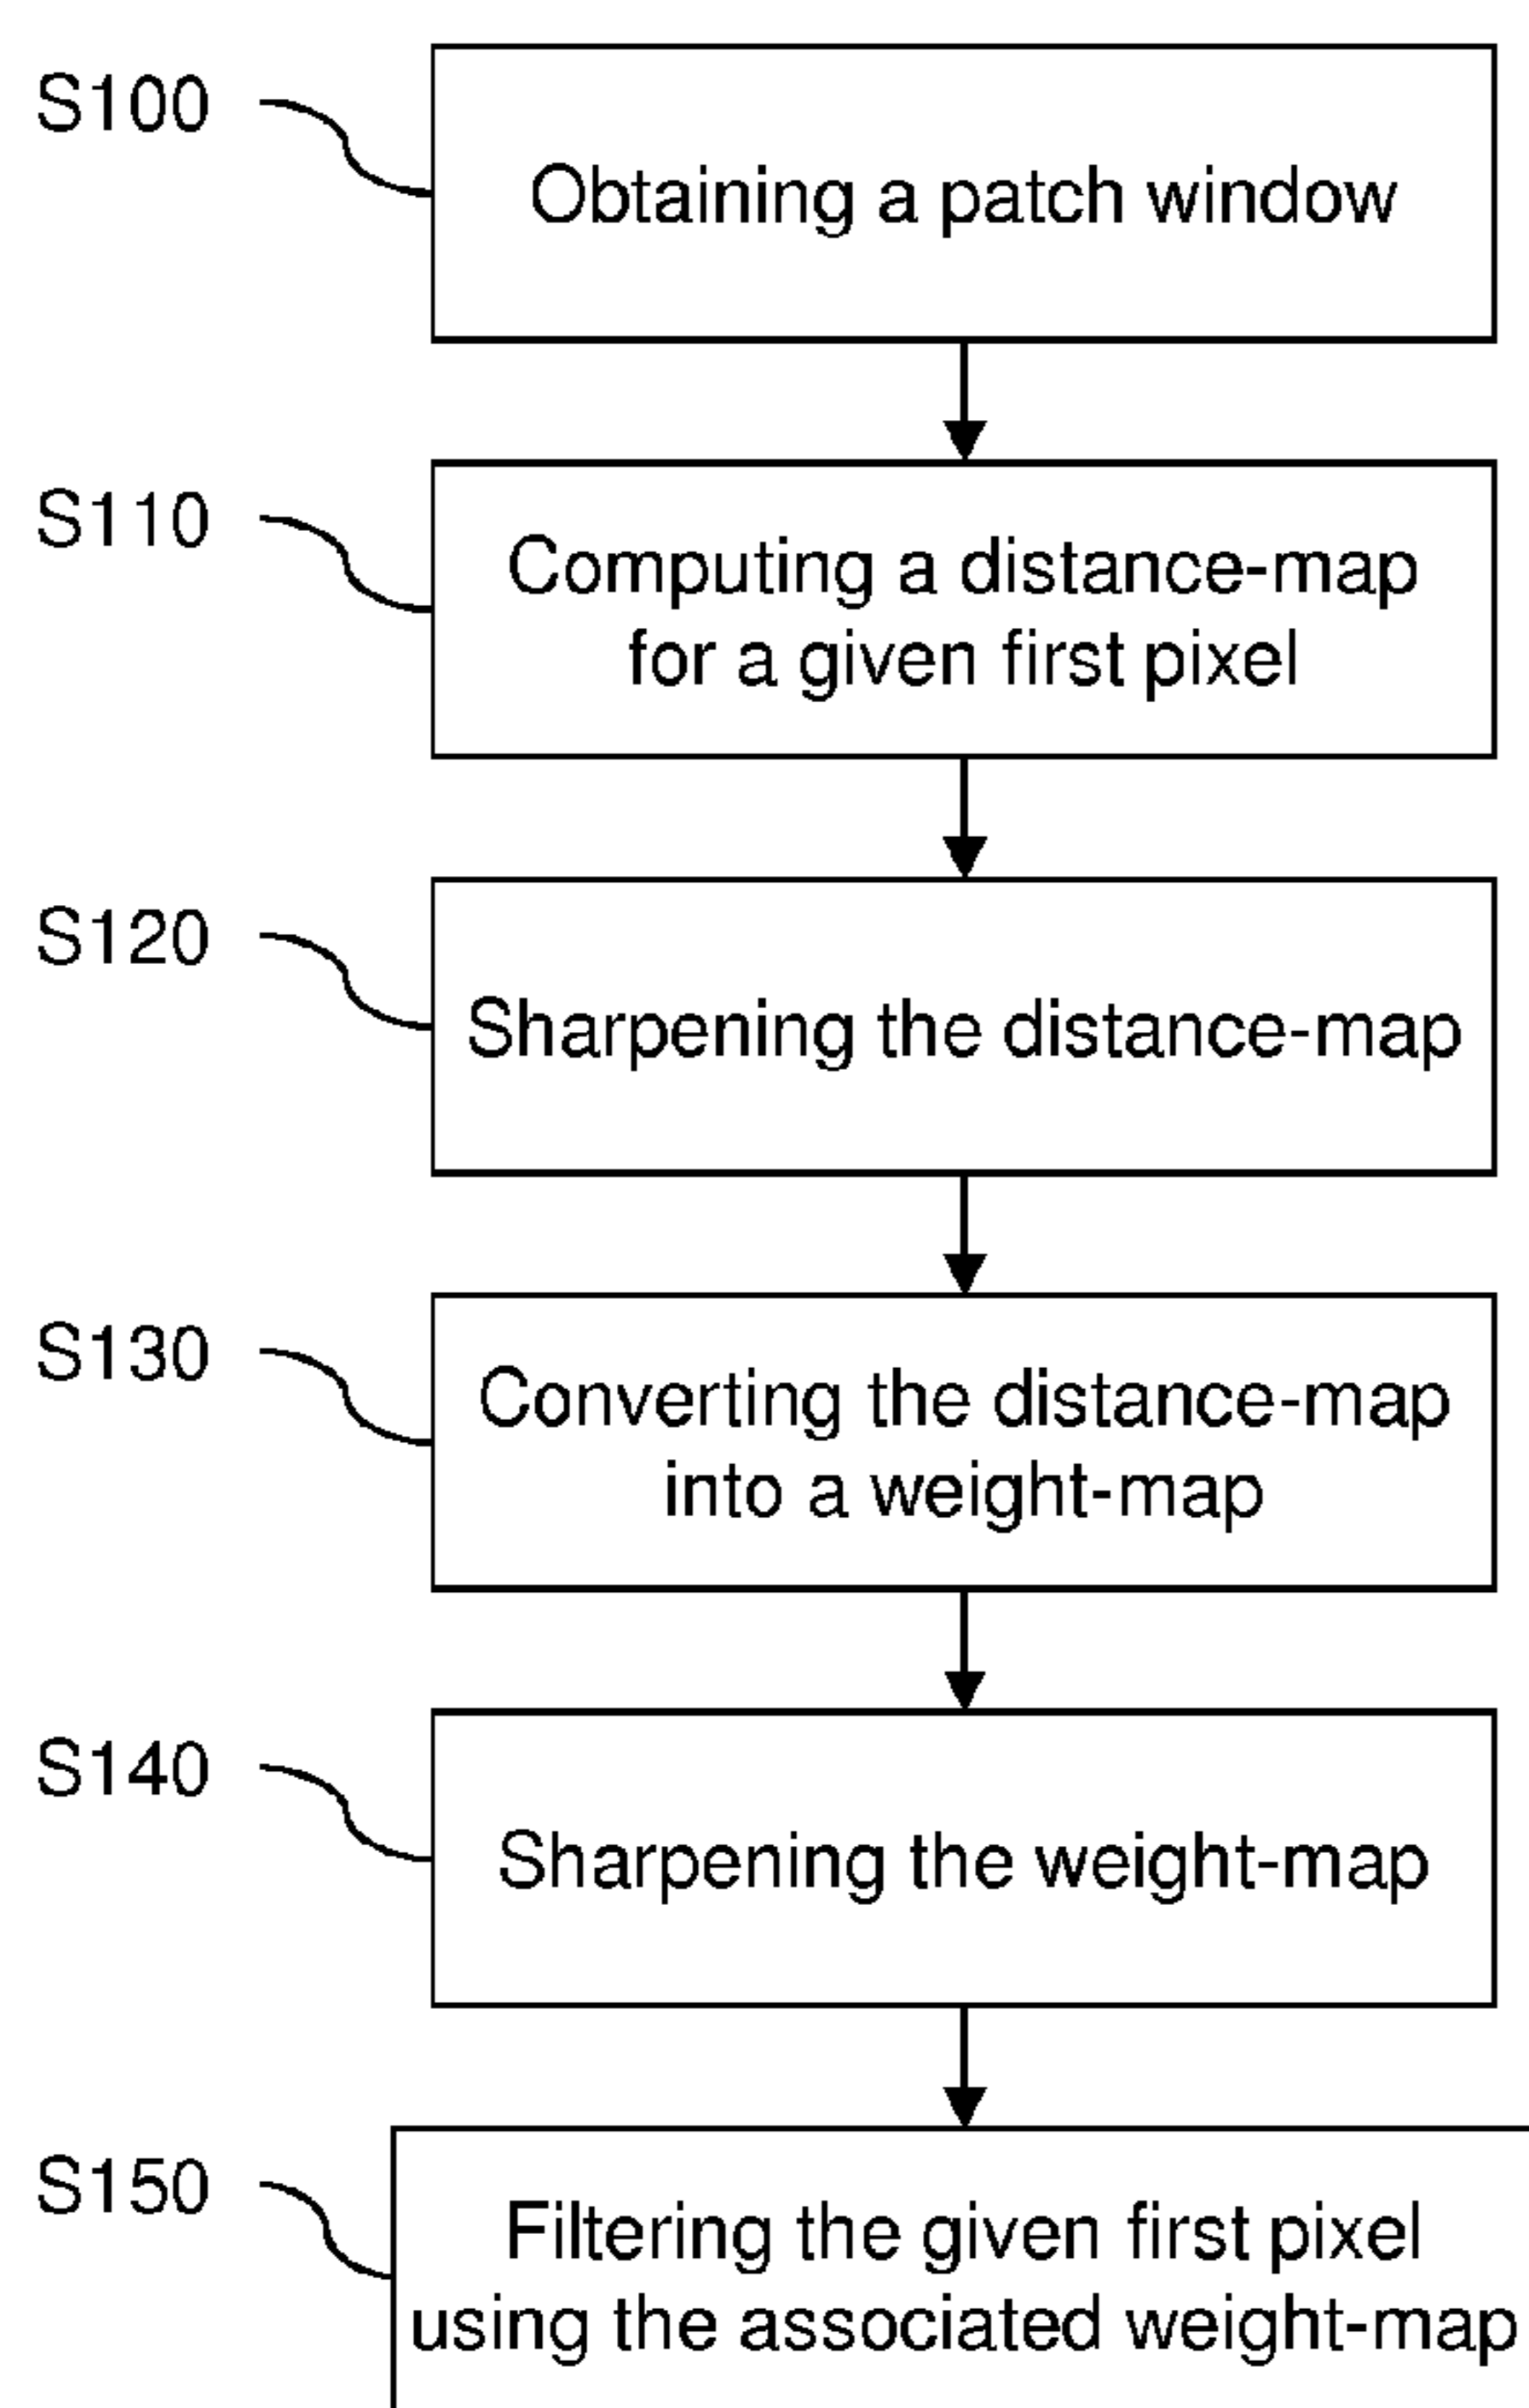 S100
Obtaining a patch window
S110
Computing a distance-map
for a given first pixel
S120
Sharpening the distance-map
S130
Converting the distance-map
into a weight-map
S140
Sharpening the weight-map
S150
Filtering the given first pixel
using the associated weight-map